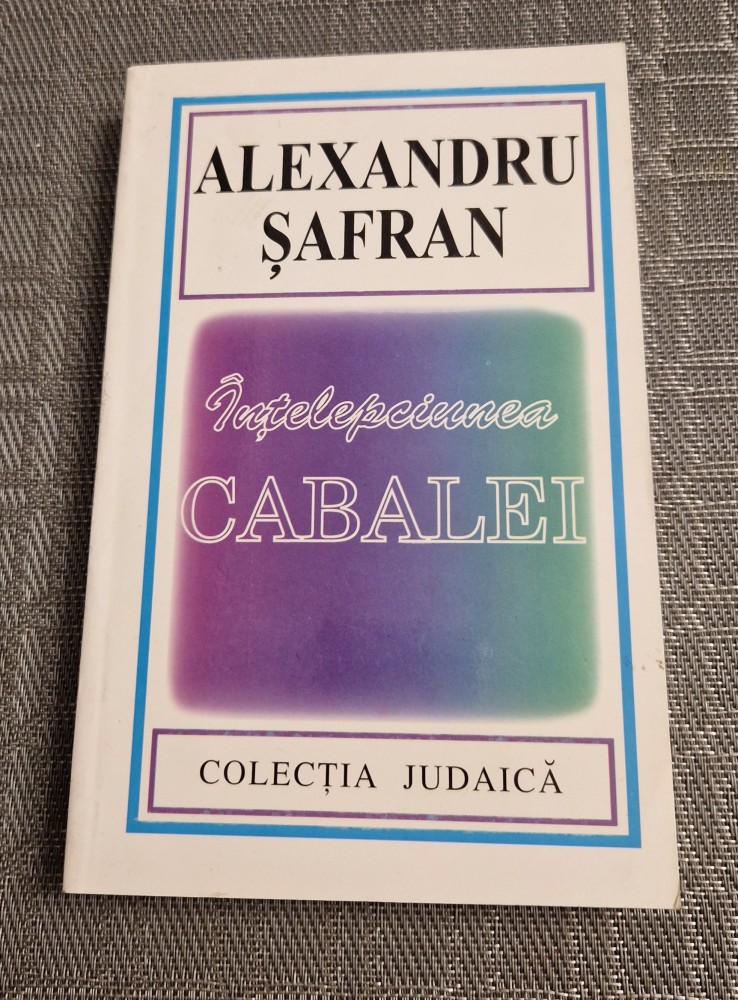 ALEXANDRU
ȘAFRAN
Înțelepciunea
CABALEI
COLECȚIA JUDAICĂ